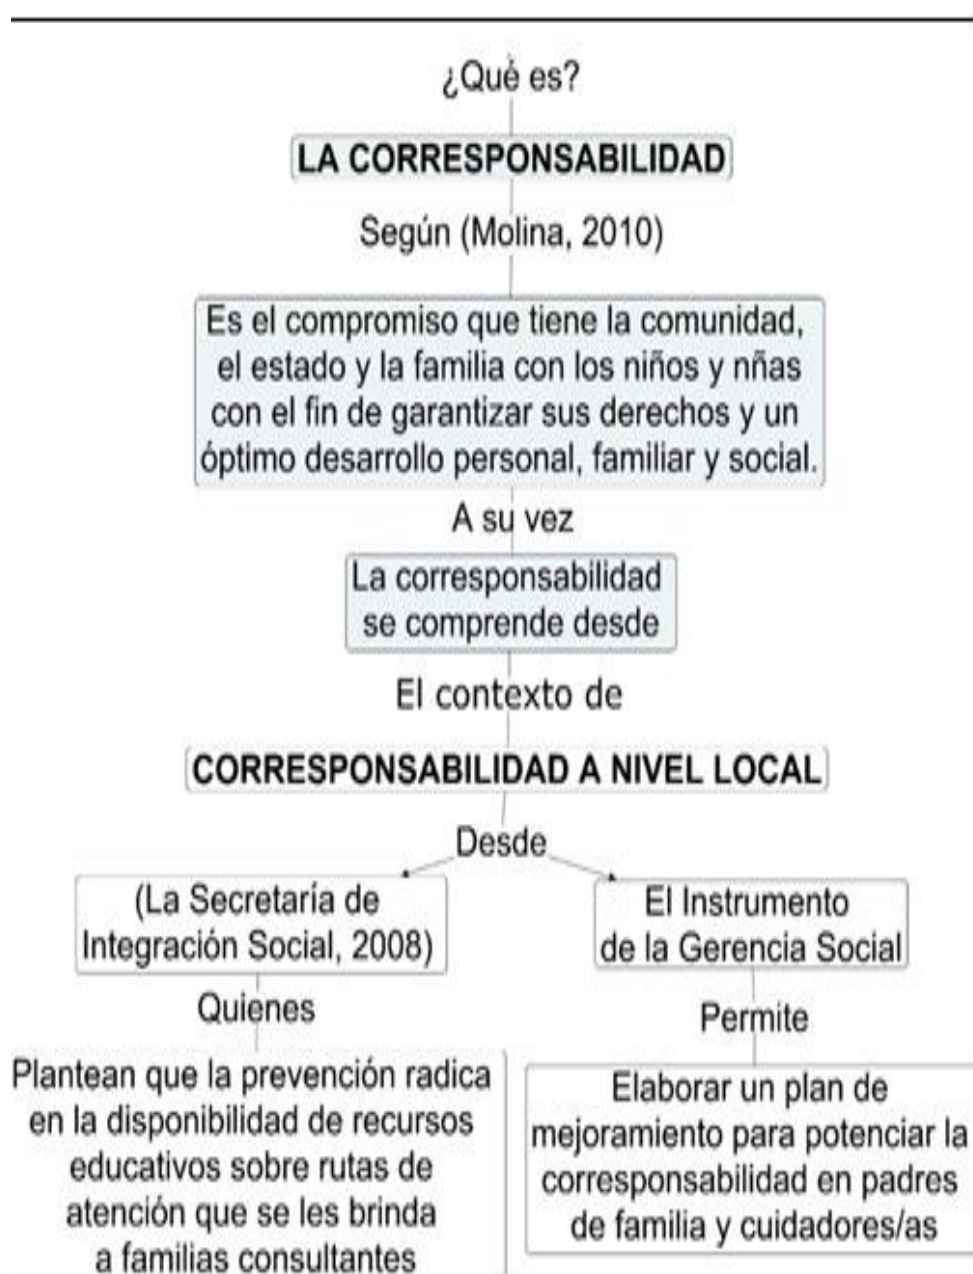 ¿Qué es?
LA CORRESPONSABILIDAD
Según (Molina, 2010)
Es el compromiso que tiene la comunidad,
el estado y la familia con los niños y nñas
con el fin de garantizar sus derechos y un
óptimo desarrollo personal, familiar y social.
A su vez
La corresponsabilidad
se comprende desde
El contexto de
CORRESPONSABILIDAD A NIVEL LOCAL
Desde
(La Secretaría de
Integración Social, 2008)
Quienes
Plantean que la prevención radica
en la disponibilidad de recursos
educativos sobre rutas de
atención que se les brinda
a familias consultantes
El Instrumento
de la Gerencia Social
Permite
Elaborar un plan de
mejoramiento para potenciar la
corresponsabilidad en padres
de familia y cuidadores/as